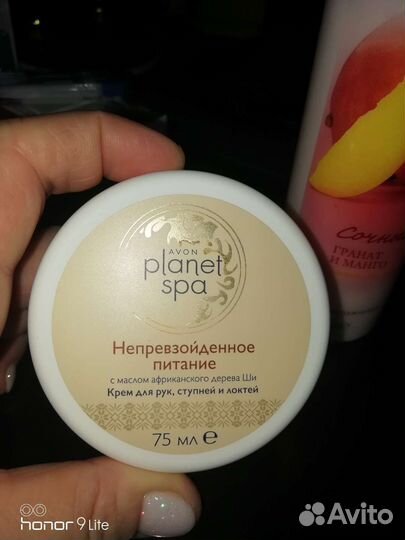 AVON
planet
spa
Непревзойденное
питание
с маслом африканского дерева Ши
Крем для рук, ступней и локтей
75 мл ℮
ГРАНАТ
И МАНГО
honor 9 Lite
Avito